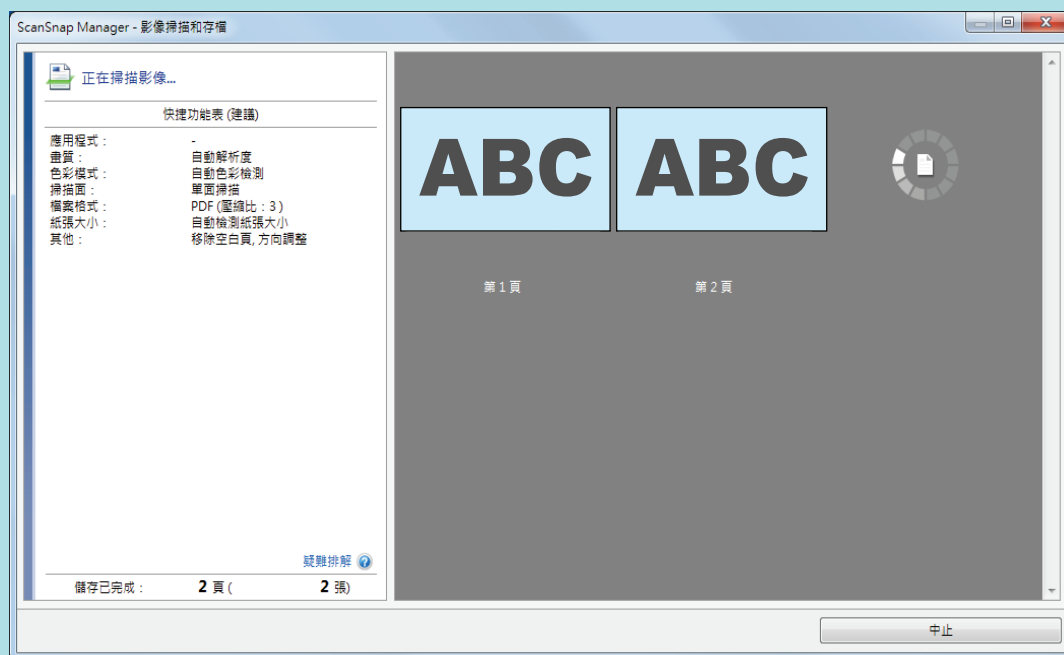 ScanSnap Manager - 影像掃描和存檔
正在掃描影像...
快捷功能表 (建議)
應用程式： -
畫質： 自動解析度
色彩模式： 自動色彩檢測
掃描面： 單面掃描
檔案格式： PDF (壓縮比：3 )
紙張大小： 自動檢測紙張大小
其他： 移除空白頁, 方向調整
ABC ABC
第 1 頁 第 2 頁
疑難排解 ?
儲存已完成： 2 頁 ( 2 張)
中止